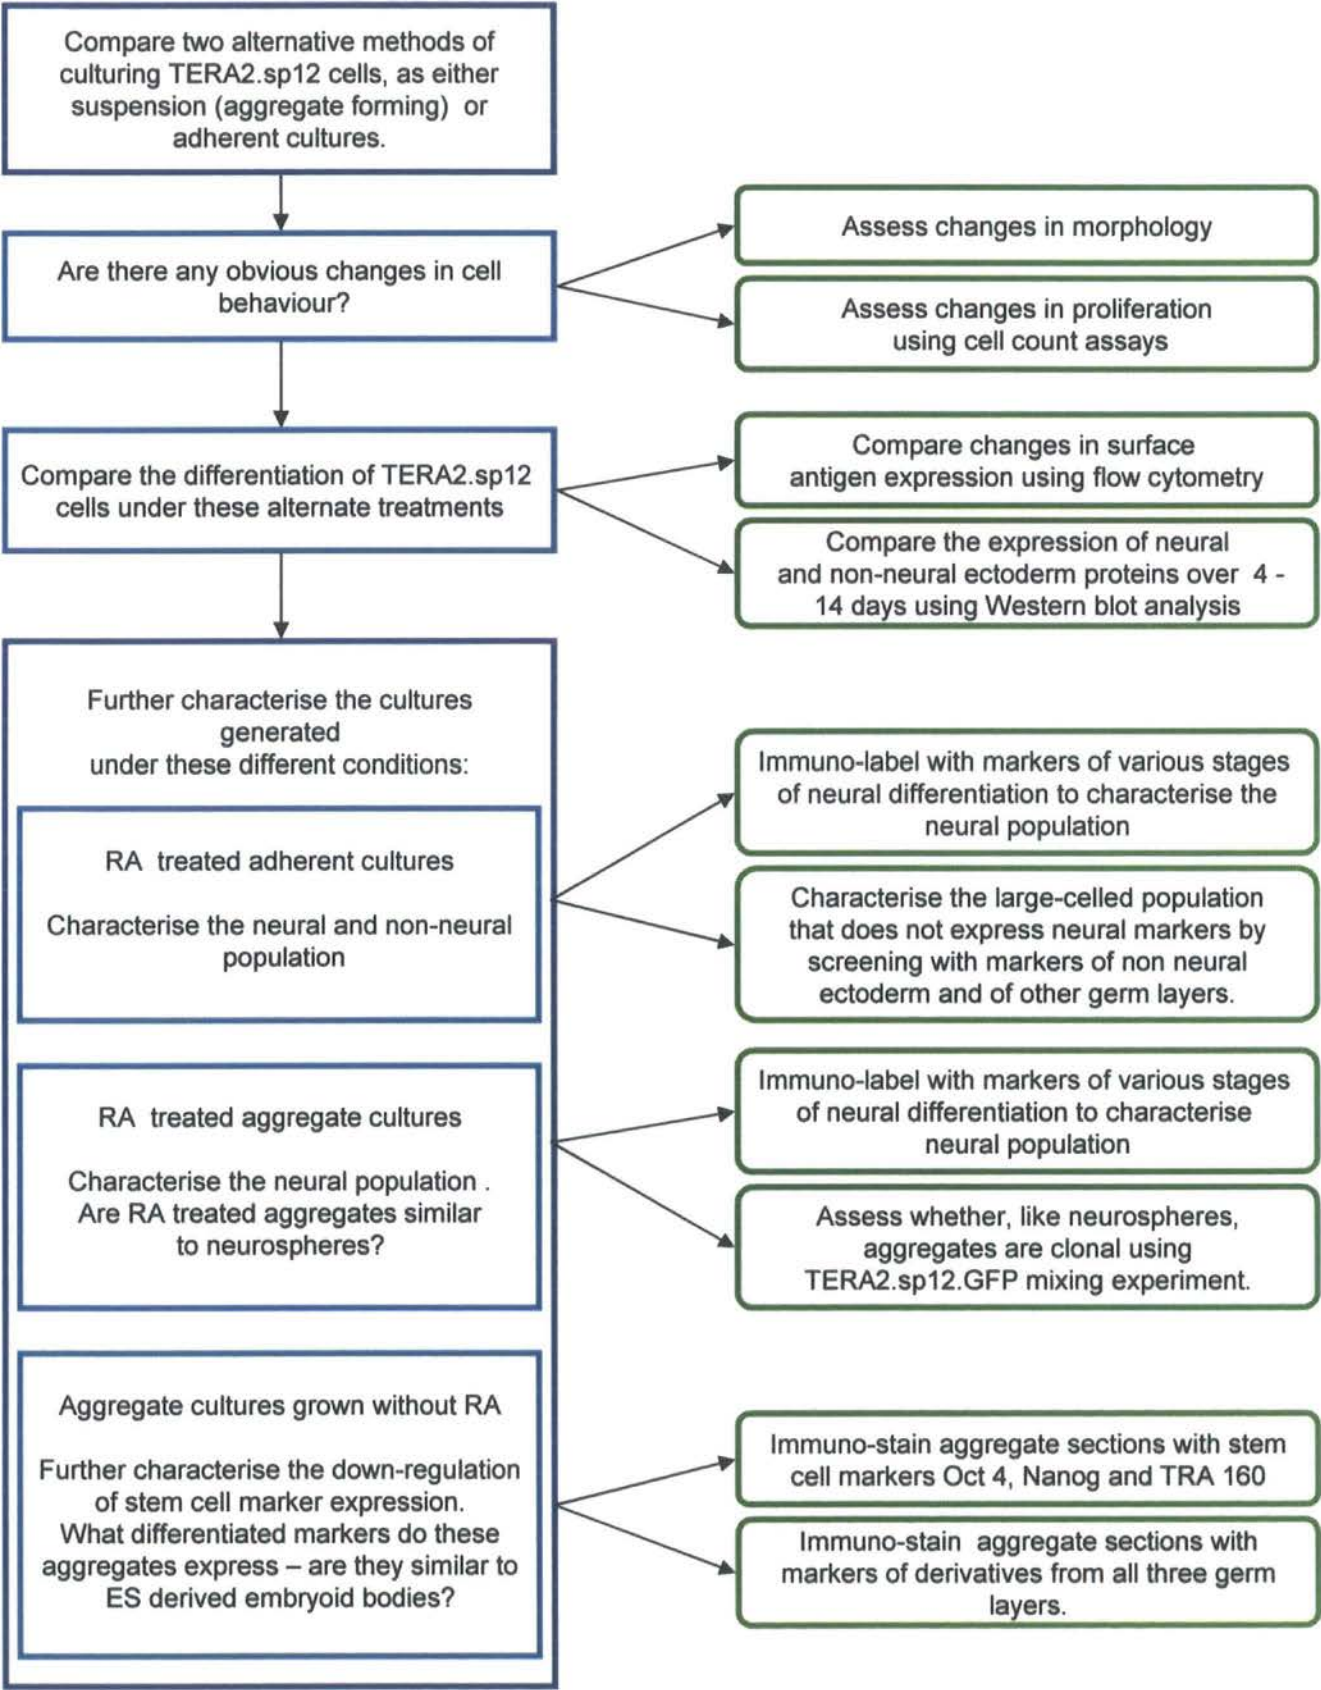 Compare two alternative methods of
culturing TERA2.sp12 cells, as either
suspension (aggregate forming) or
adherent cultures.
Are there any obvious changes in cell
behaviour?
Assess changes in morphology
Assess changes in proliferation
using cell count assays
Compare the differentiation of TERA2.sp12
cells under these alternate treatments
Compare changes in surface
antigen expression using flow cytometry
Compare the expression of neural
and non-neural ectoderm proteins over 4 -
14 days using Western blot analysis
Further characterise the cultures
generated
under these different conditions:
RA treated adherent cultures
Characterise the neural and non-neural
population
Immuno-label with markers of various stages
of neural differentiation to characterise the
neural population
Characterise the large-celled population
that does not express neural markers by
screening with markers of non neural
ectoderm and of other germ layers.
RA treated aggregate cultures
Characterise the neural population .
Are RA treated aggregates similar
to neurospheres?
Immuno-label with markers of various stages
of neural differentiation to characterise
neural population
Assess whether, like neurospheres,
aggregates are clonal using
TERA2.sp12.GFP mixing experiment.
Aggregate cultures grown without RA
Further characterise the down-regulation
of stem cell marker expression.
What differentiated markers do these
aggregates express – are they similar to
ES derived embryoid bodies?
Immuno-stain aggregate sections with stem
cell markers Oct 4, Nanog and TRA 160
Immuno-stain aggregate sections with
markers of derivatives from all three germ
layers.